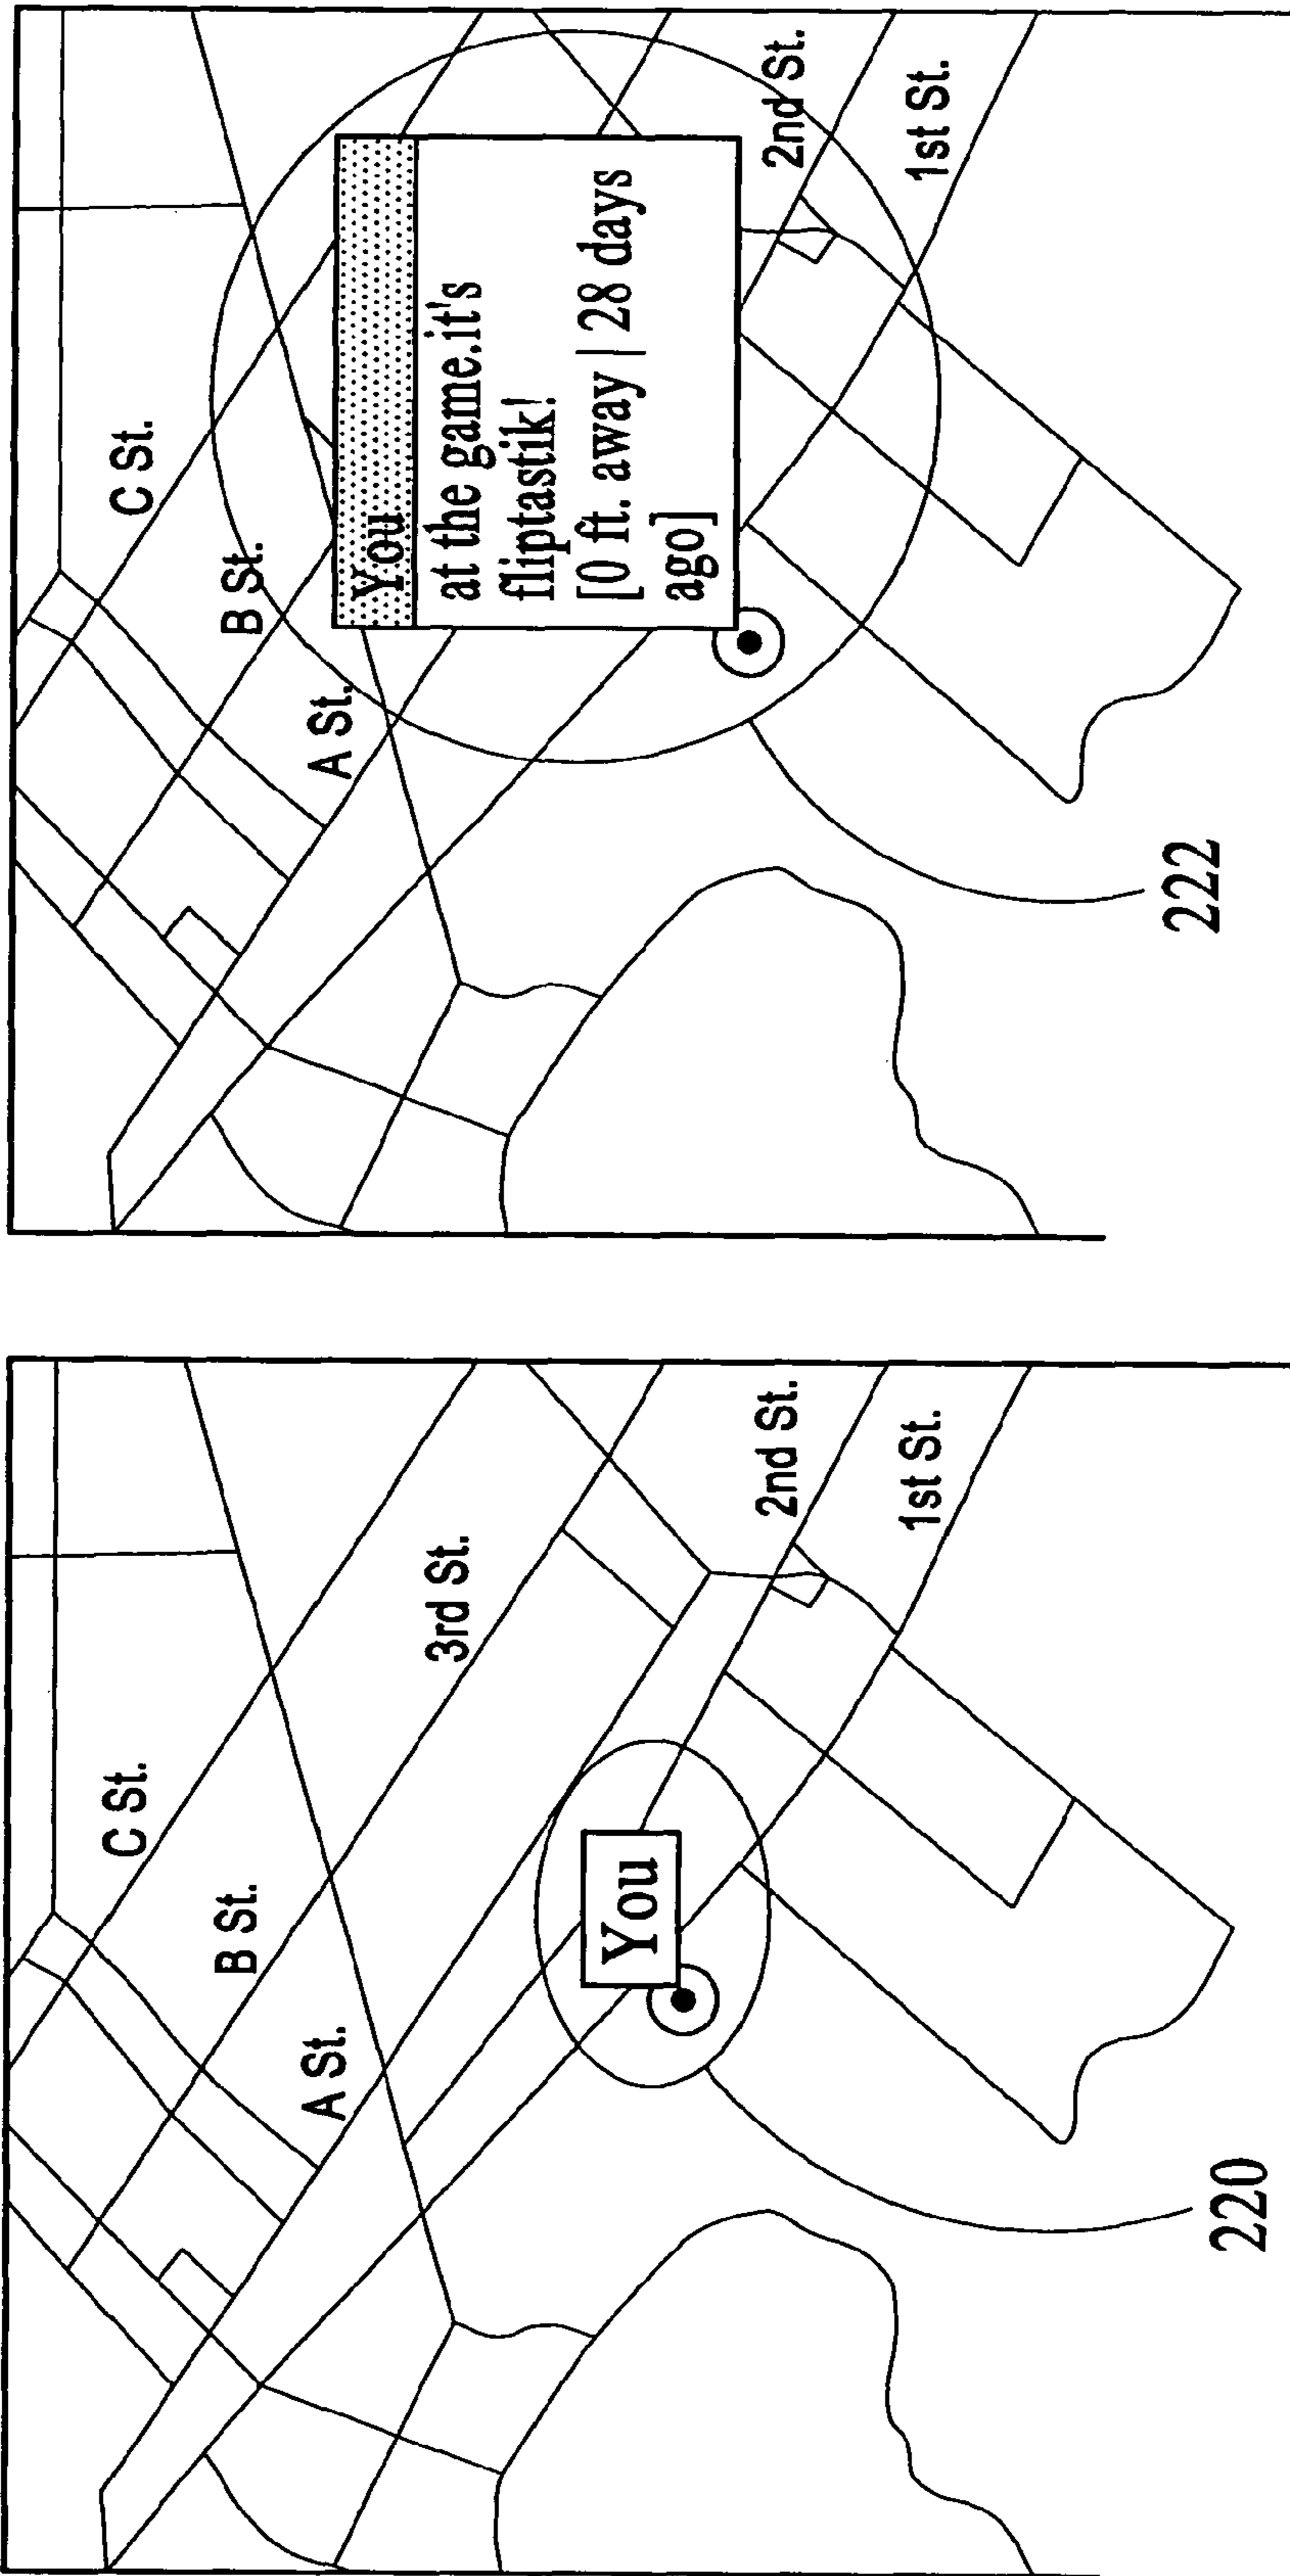 C St.
B St.
3rd St.
A St.
2nd St.
You
1st St.
220
C St.
B St.
A St.
You
at the game.it's
fliptastik!
[0 ft. away | 28 days
ago]
2nd St.
1st St.
222